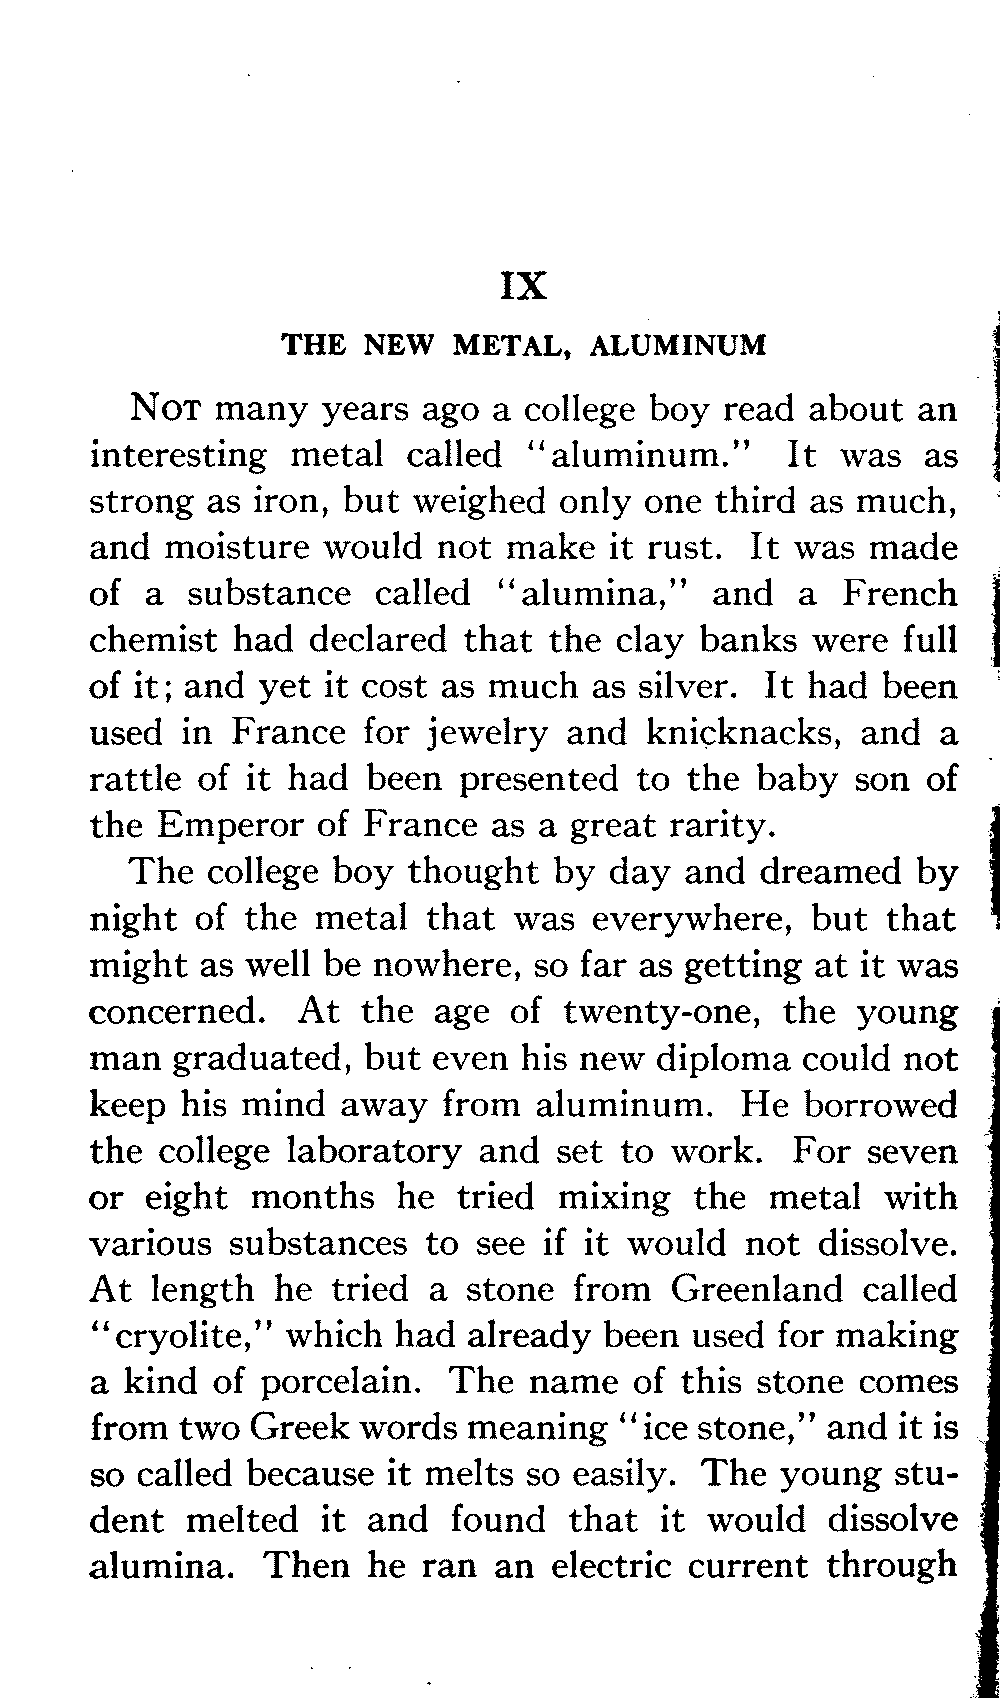 IX
THE NEW METAL, ALUMINUM
NOT many years ago a college boy read about an
interesting metal called "aluminum." It was as
strong as iron, but weighed only one third as much,
and moisture would not make it rust. It was made
of a substance called "alumina," and a French
chemist had declared that the clay banks were full
of it; and yet it cost as much as silver. It had been
used in France for jewelry and knicknacks, and a
rattle of it had been presented to the baby son of
the Emperor of France as a great rarity.
The college boy thought by day and dreamed by
night of the metal that was everywhere, but that
might as well be nowhere, so far as getting at it was
concerned. At the age of twenty-one, the young
man graduated, but even his new diploma could not
keep his mind away from aluminum. He borrowed
the college laboratory and set to work. For seven
or eight months he tried mixing the metal with
various substances to see if it would not dissolve.
At length he tried a stone from Greenland called
"cryolite," which had already been used for making
a kind of porcelain. The name of this stone comes
from two Greek words meaning "ice stone," and it is
so called because it melts so easily. The young stu-
dent melted it and found that it would dissolve
alumina. Then he ran an electric current through